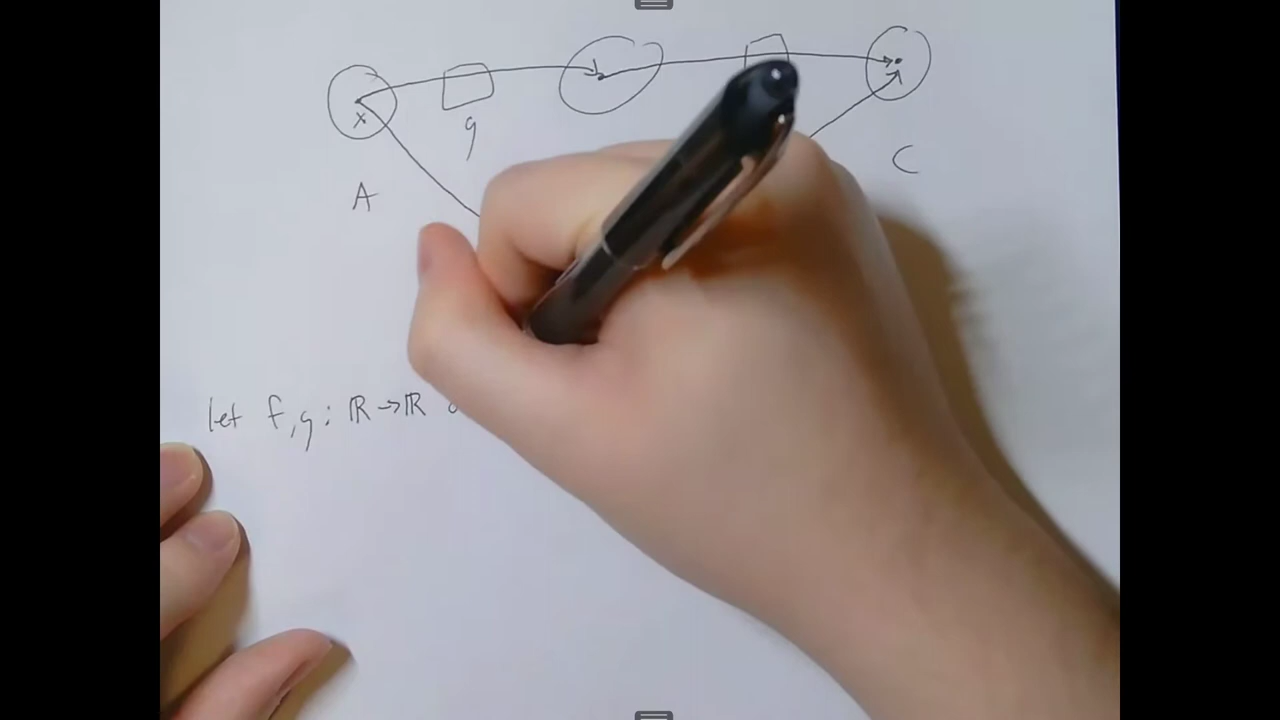 x
g
A
C
let f,g: ℝ→ℝ